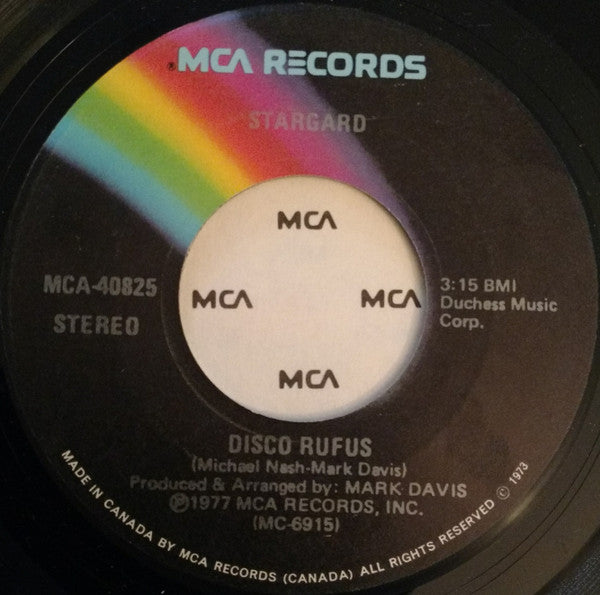 ®MCA RECORDS
STARGARD
MCA
MCA-40825
MCA
MCA
3:15 BMI
STEREO
Duchess Music
Corp.
MCA
DISCO RUFUS
(Michael Nash-Mark Davis)
Produced & Arranged by: MARK DAVIS
℗1977 MCA RECORDS, INC.
(MC-6915)
MADE IN CANADA BY MCA RECORDS (CANADA) ALL RIGHTS RESERVED © 1973